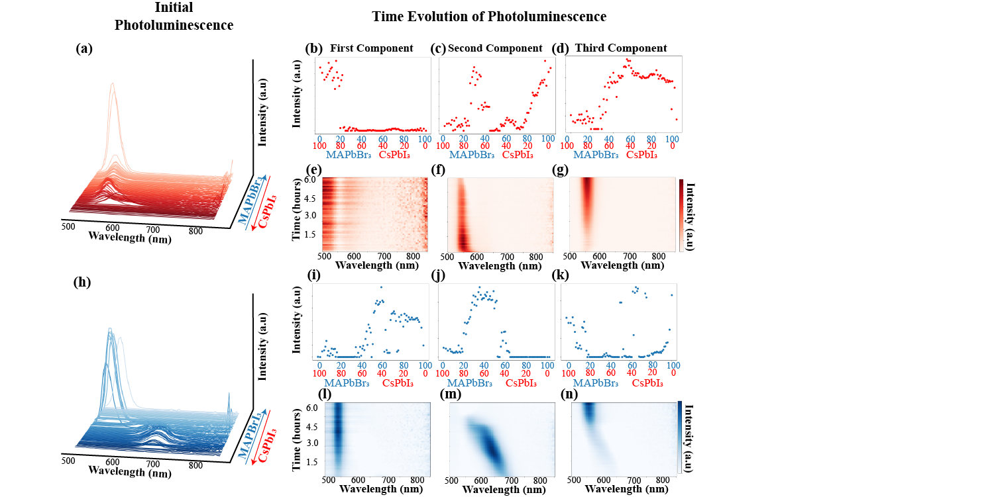 Initial
Photoluminescence
Time Evolution of Photoluminescence
(a)
Intensity (a.u)
MAPbBr₃
CsPbI₃
500 600 700 800
Wavelength (nm)
(b) First Component
Intensity (a.u)
0 20 40 60 80 100
100 80 60 40 20 0
MAPbBr₃ CsPbI₃
(c) Second Component
0 20 40 60 80 100
100 80 60 40 20 0
MAPbBr₃ CsPbI₃
(d) Third Component
0 20 40 60 80 100
100 80 60 40 20 0
MAPbBr₃ CsPbI₃
(e)
Time (hours)
6.0
4.5
3.0
1.5
500 600 700 800
Wavelength (nm)
(f)
500 600 700 800
Wavelength (nm)
(g)
500 600 700 800
Wavelength (nm)
Intensity (a.u)
(h)
Intensity (a.u)
MAPBrI₃
CsPbI₃
500 600 700 800
Wavelength (nm)
(i)
Intensity (a.u)
0 20 40 60 80 100
100 80 60 40 20 0
MAPbBr₃ CsPbI₃
(j)
0 20 40 60 80 100
100 80 60 40 20 0
MAPbBr₃ CsPbI₃
(k)
0 20 40 60 80 100
100 80 60 40 20 0
MAPbBr₃ CsPbI₃
(l)
Time (hours)
6.0
4.5
3.0
1.5
500 600 700 800
Wavelength (nm)
(m)
500 600 700 800
Wavelength (nm)
(n)
500 600 700 800
Wavelength (nm)
Intensity (a.u)